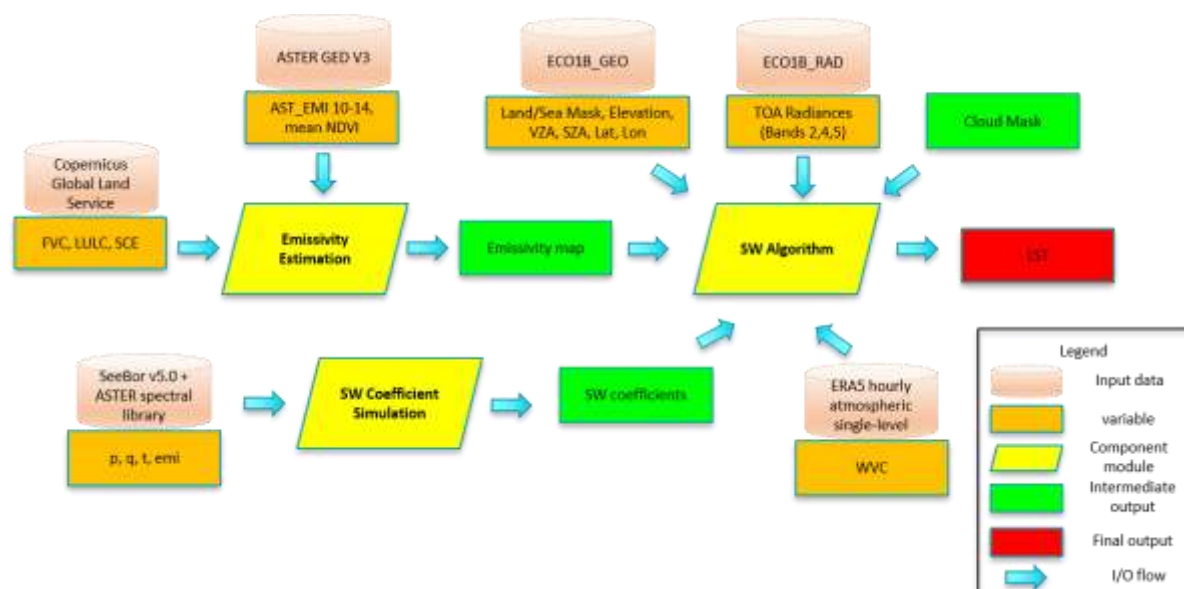 ASTER GED V3
AST_EMI 10-14,
mean NDVI
ECO1B_GEO
Land/Sea Mask, Elevation,
VZA, SZA, Lat, Lon
ECO1B_RAD
TOA Radiances
(Bands 2,4,5)
Cloud Mask
Copernicus
Global Land
Service
FVC, LULC, SCE
Emissivity
Estimation
Emissivity map
SW Algorithm
LST
SeeBor v5.0 +
ASTER spectral
library
p, q, t, emi
SW Coefficient
Simulation
SW coefficients
ERA5 hourly
atmospheric
single-level
WVC
Legend
Input data
variable
Component
module
Intermediate
output
Final output
I/O flow